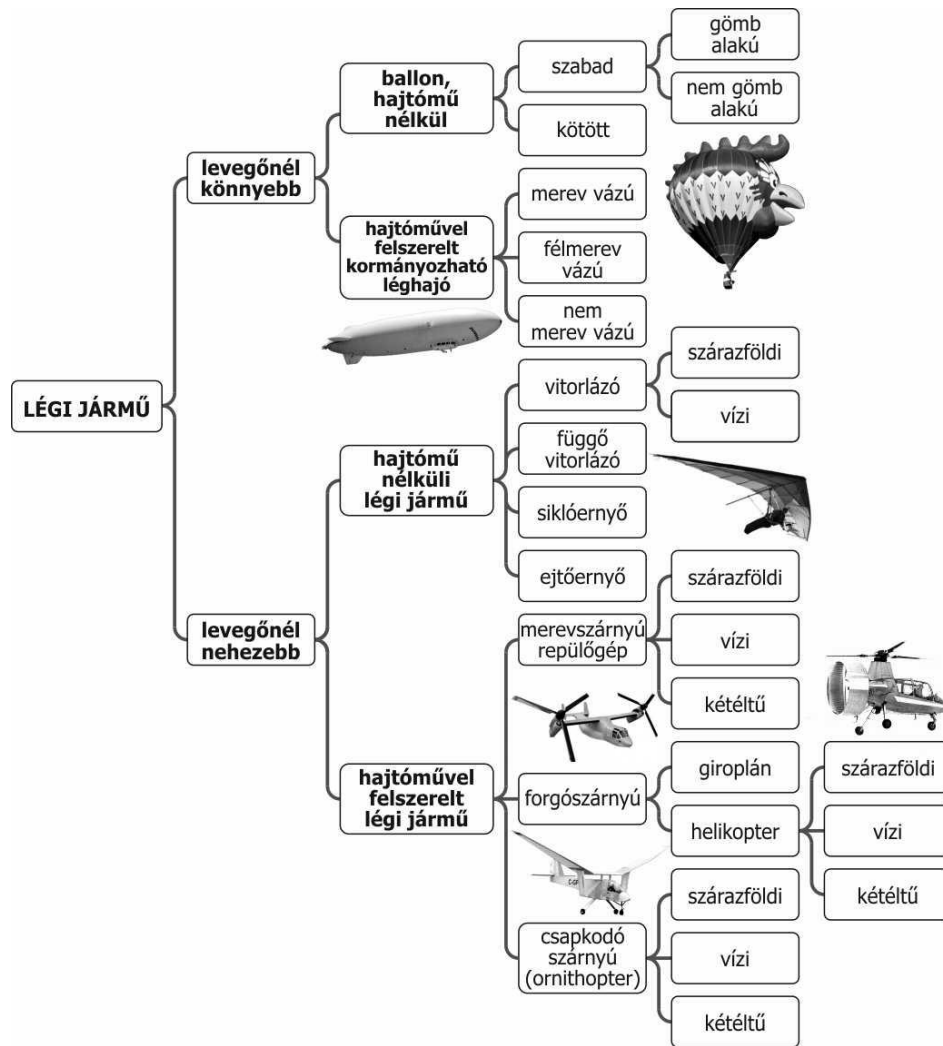 LÉGI JÁRMŰ
levegőnél
könnyebb
ballon,
hajtómű
nélkül
szabad
gömb
alakú
nem gömb
alakú
kötött
hajtóművel
felszerelt
kormányozható
léghajó
merev vázú
félmerev
vázú
nem
merev vázú
levegőnél
nehezebb
hajtómű
nélküli
légi jármű
vitorlázó
szárazföldi
vízi
függő
vitorlázó
siklóernyő
ejtőernyő
hajtóművel
felszerelt
légi jármű
merevszárnyú
repülőgép
szárazföldi
vízi
kétéltű
forgószárnyú
giroplán
helikopter
szárazföldi
vízi
kétéltű
csapkodó
szárnyú
(ornithopter)
szárazföldi
vízi
kétéltű